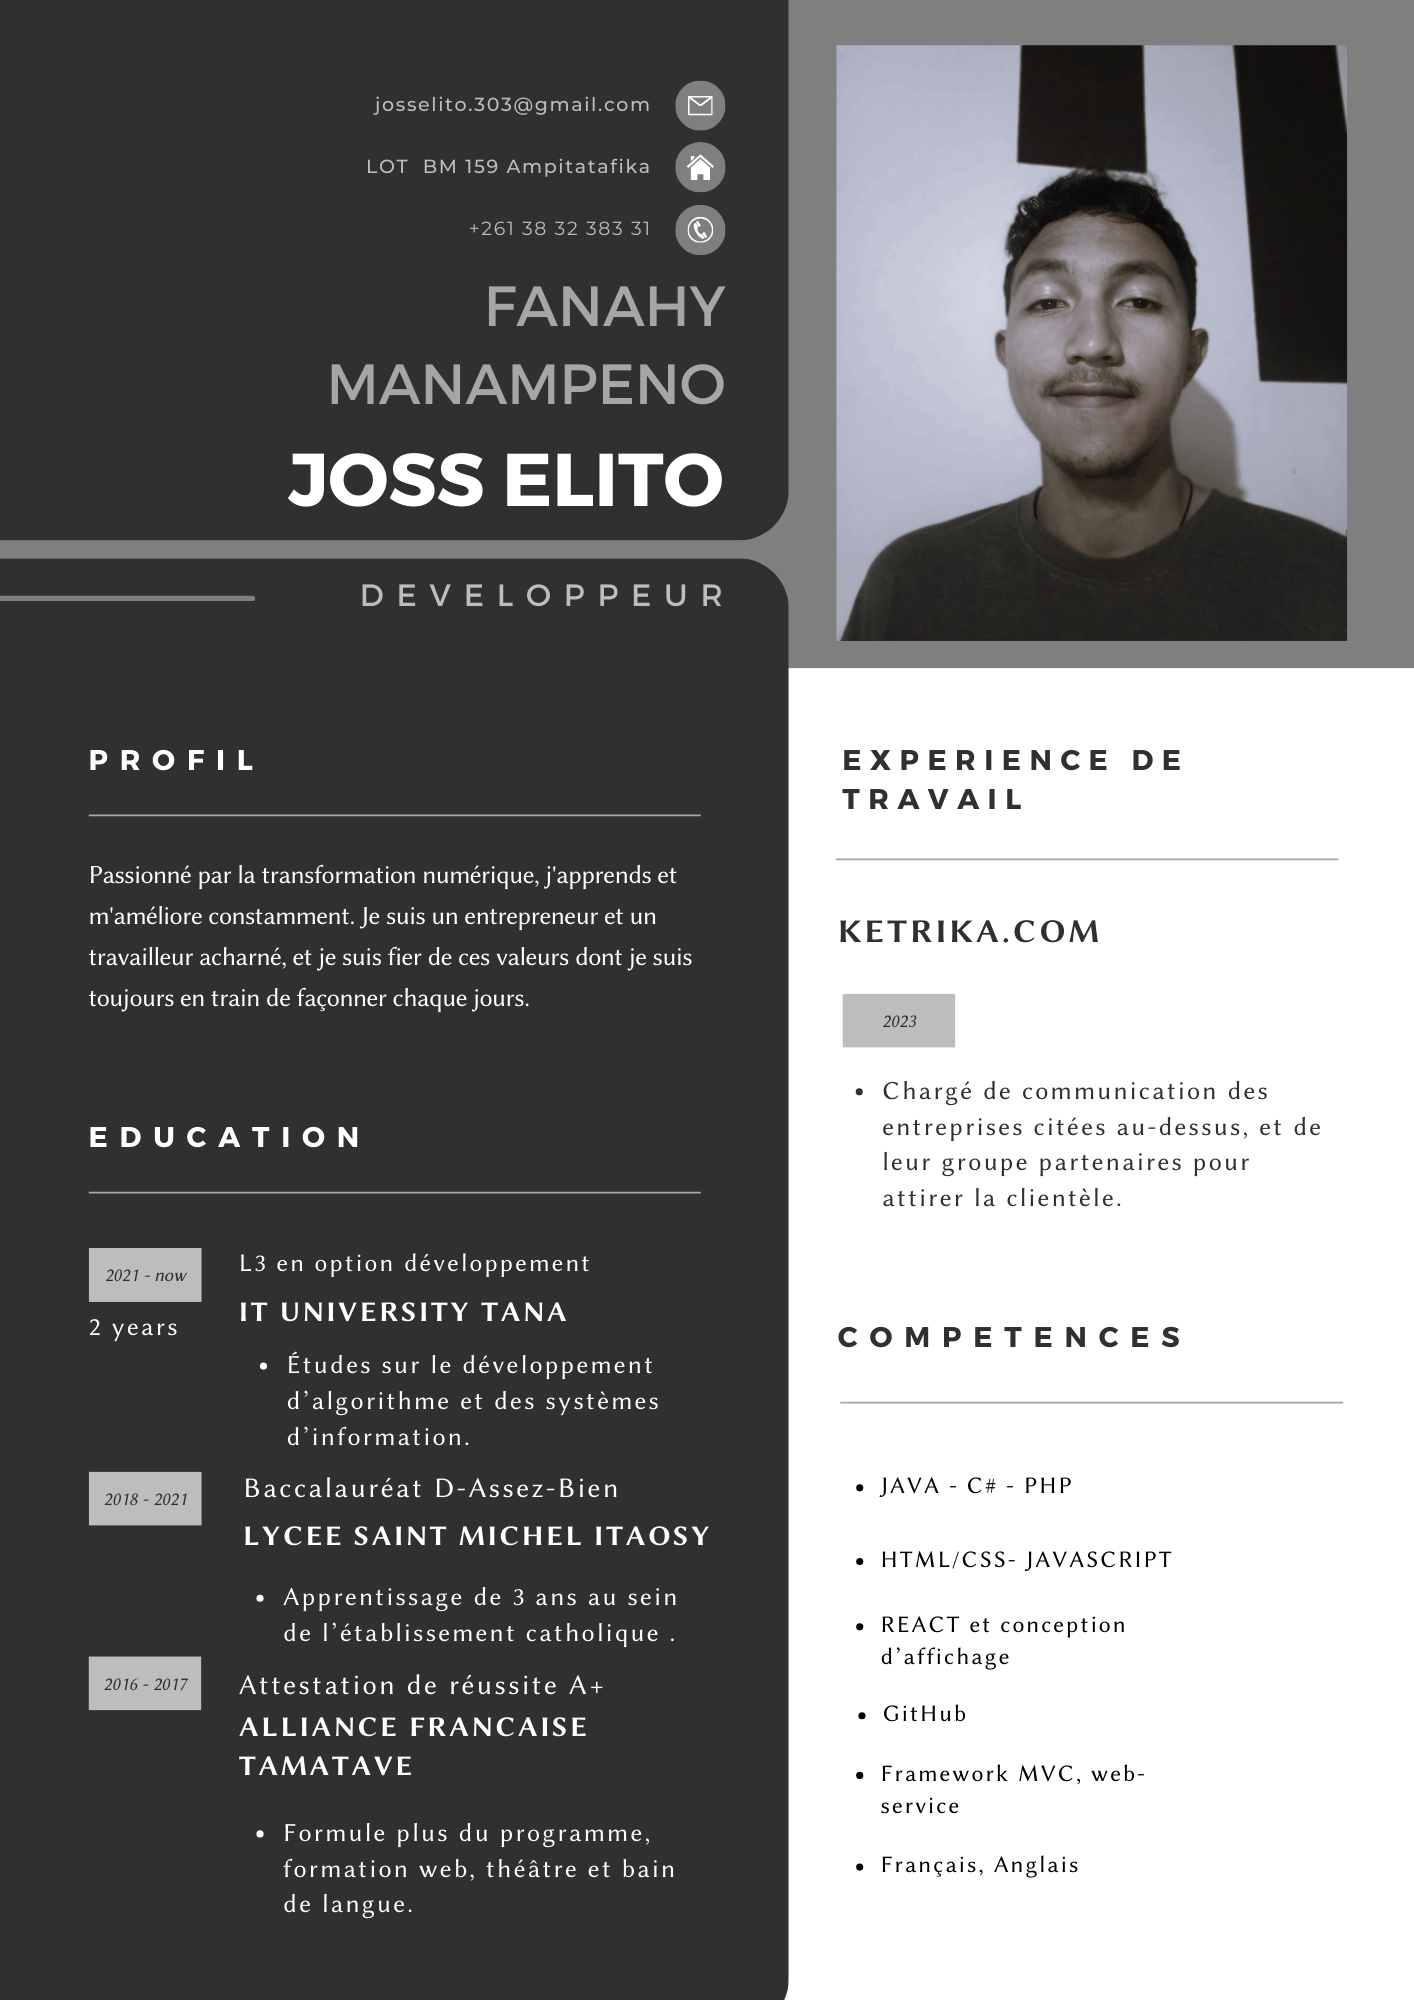 josselito.303@gmail.com
LOT  BM 159 Ampitatafika
+261 38 32 383 31
FANAHY
MANAMPENO
JOSS ELITO
DEVELOPPEUR
PROFIL
Passionné par la transformation numérique, j'apprends et
m'améliore constamment. Je suis un entrepreneur et un
travailleur acharné, et je suis fier de ces valeurs dont je suis
toujours en train de façonner chaque jours.
EDUCATION
2021 - now
2 years
L3 en option développement
IT UNIVERSITY TANA
• Études sur le développement
d’algorithme et des systèmes
d’information.
2018 - 2021
Baccalauréat D-Assez-Bien
LYCEE SAINT MICHEL ITAOSY
• Apprentissage de 3 ans au sein
de l’établissement catholique .
2016 - 2017
Attestation de réussite A+
ALLIANCE FRANCAISE
TAMATAVE
• Formule plus du programme,
formation web, théâtre et bain
de langue.
EXPERIENCE DE
TRAVAIL
KETRIKA.COM
2023
• Chargé de communication des
entreprises citées au-dessus, et de
leur groupe partenaires pour
attirer la clientèle.
COMPETENCES
• JAVA - C# - PHP
• HTML/CSS- JAVASCRIPT
• REACT et conception
d’affichage
• GitHub
• Framework MVC, web-
service
• Français, Anglais